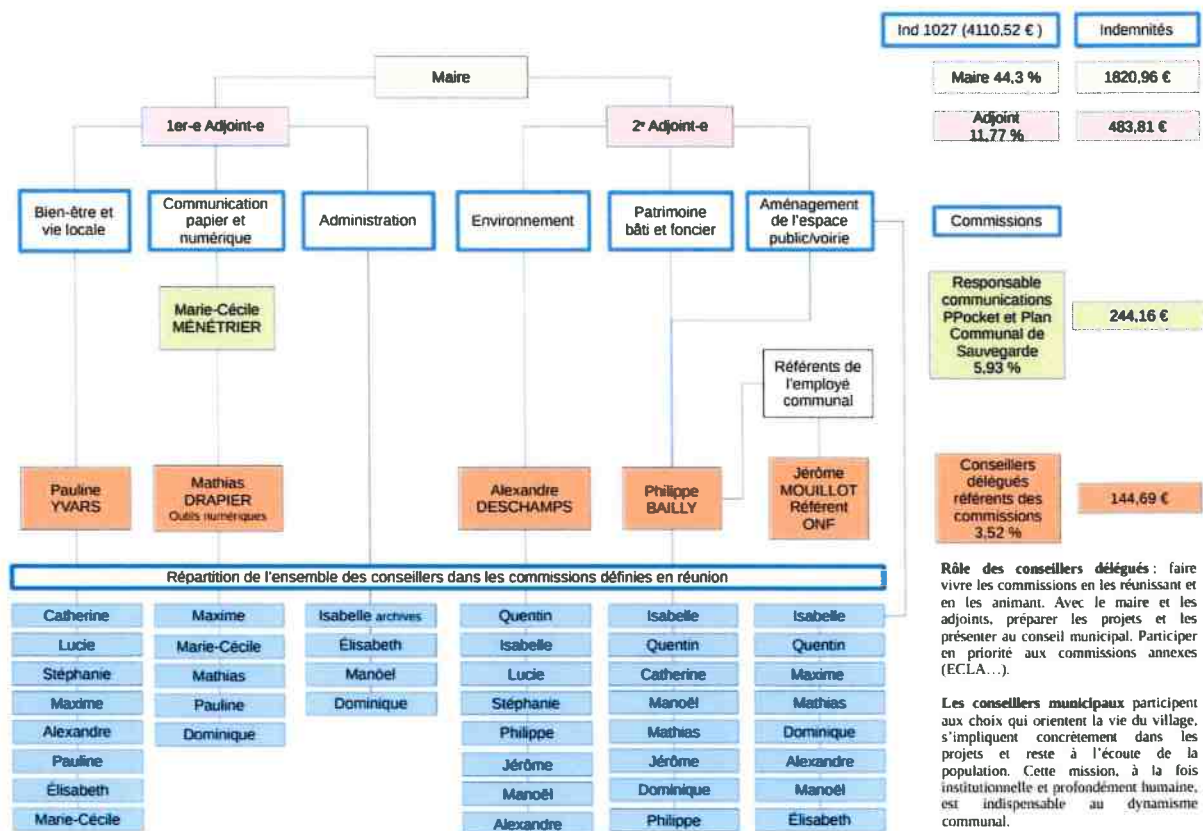 Ind 1027 (4110,52 € )
Indemnités
Maire
Maire 44,3 %
1820,96 €
1er-e Adjoint-e
2e Adjoint-e
Adjoint
11,77 %
483,81 €
Bien-être et
vie locale
Communication
papier et
numérique
Administration
Environnement
Patrimoine
bâti et foncier
Aménagement
de l'espace
public/voirie
Commissions
Marie-Cécile
MÉNÉTRIER
Responsable
communications
PPocket et Plan
Communal de
Sauvegarde
5,93 %
244,16 €
Référents de
l'employé
communal
Pauline
YVARS
Mathias
DRAPIER
Outils numériques
Alexandre
DESCHAMPS
Philippe
BAILLY
Jérôme
MOUILLOT
Référent
ONF
Conseillers
délégués
référents des
commissions
3,52 %
144,69 €
Répartition de l'ensemble des conseillers dans les commissions définies en réunion
Catherine
Lucie
Stéphanie
Maxime
Alexandre
Pauline
Élisabeth
Marie-Cécile
Maxime
Marie-Cécile
Mathias
Pauline
Dominique
Isabelle archives
Élisabeth
Manöel
Dominique
Quentin
Isabelle
Lucie
Stéphanie
Philippe
Jérôme
Manoël
Alexandre
Isabelle
Quentin
Catherine
Manoël
Mathias
Jérôme
Dominique
Philippe
Isabelle
Quentin
Maxime
Mathias
Dominique
Alexandre
Manoël
Élisabeth
Rôle des conseillers délégués : faire
vivre les commissions en les réunissant et
en les animant. Avec le maire et les
adjoints, préparer les projets et les
présenter au conseil municipal. Participer
en priorité aux commissions annexes
(ECLA…).
Les conseillers municipaux participent
aux choix qui orientent la vie du village,
s'impliquent concrètement dans les
projets et reste à l'écoute de la
population. Cette mission, à la fois
institutionnelle et profondément humaine,
est indispensable au dynamisme
communal.